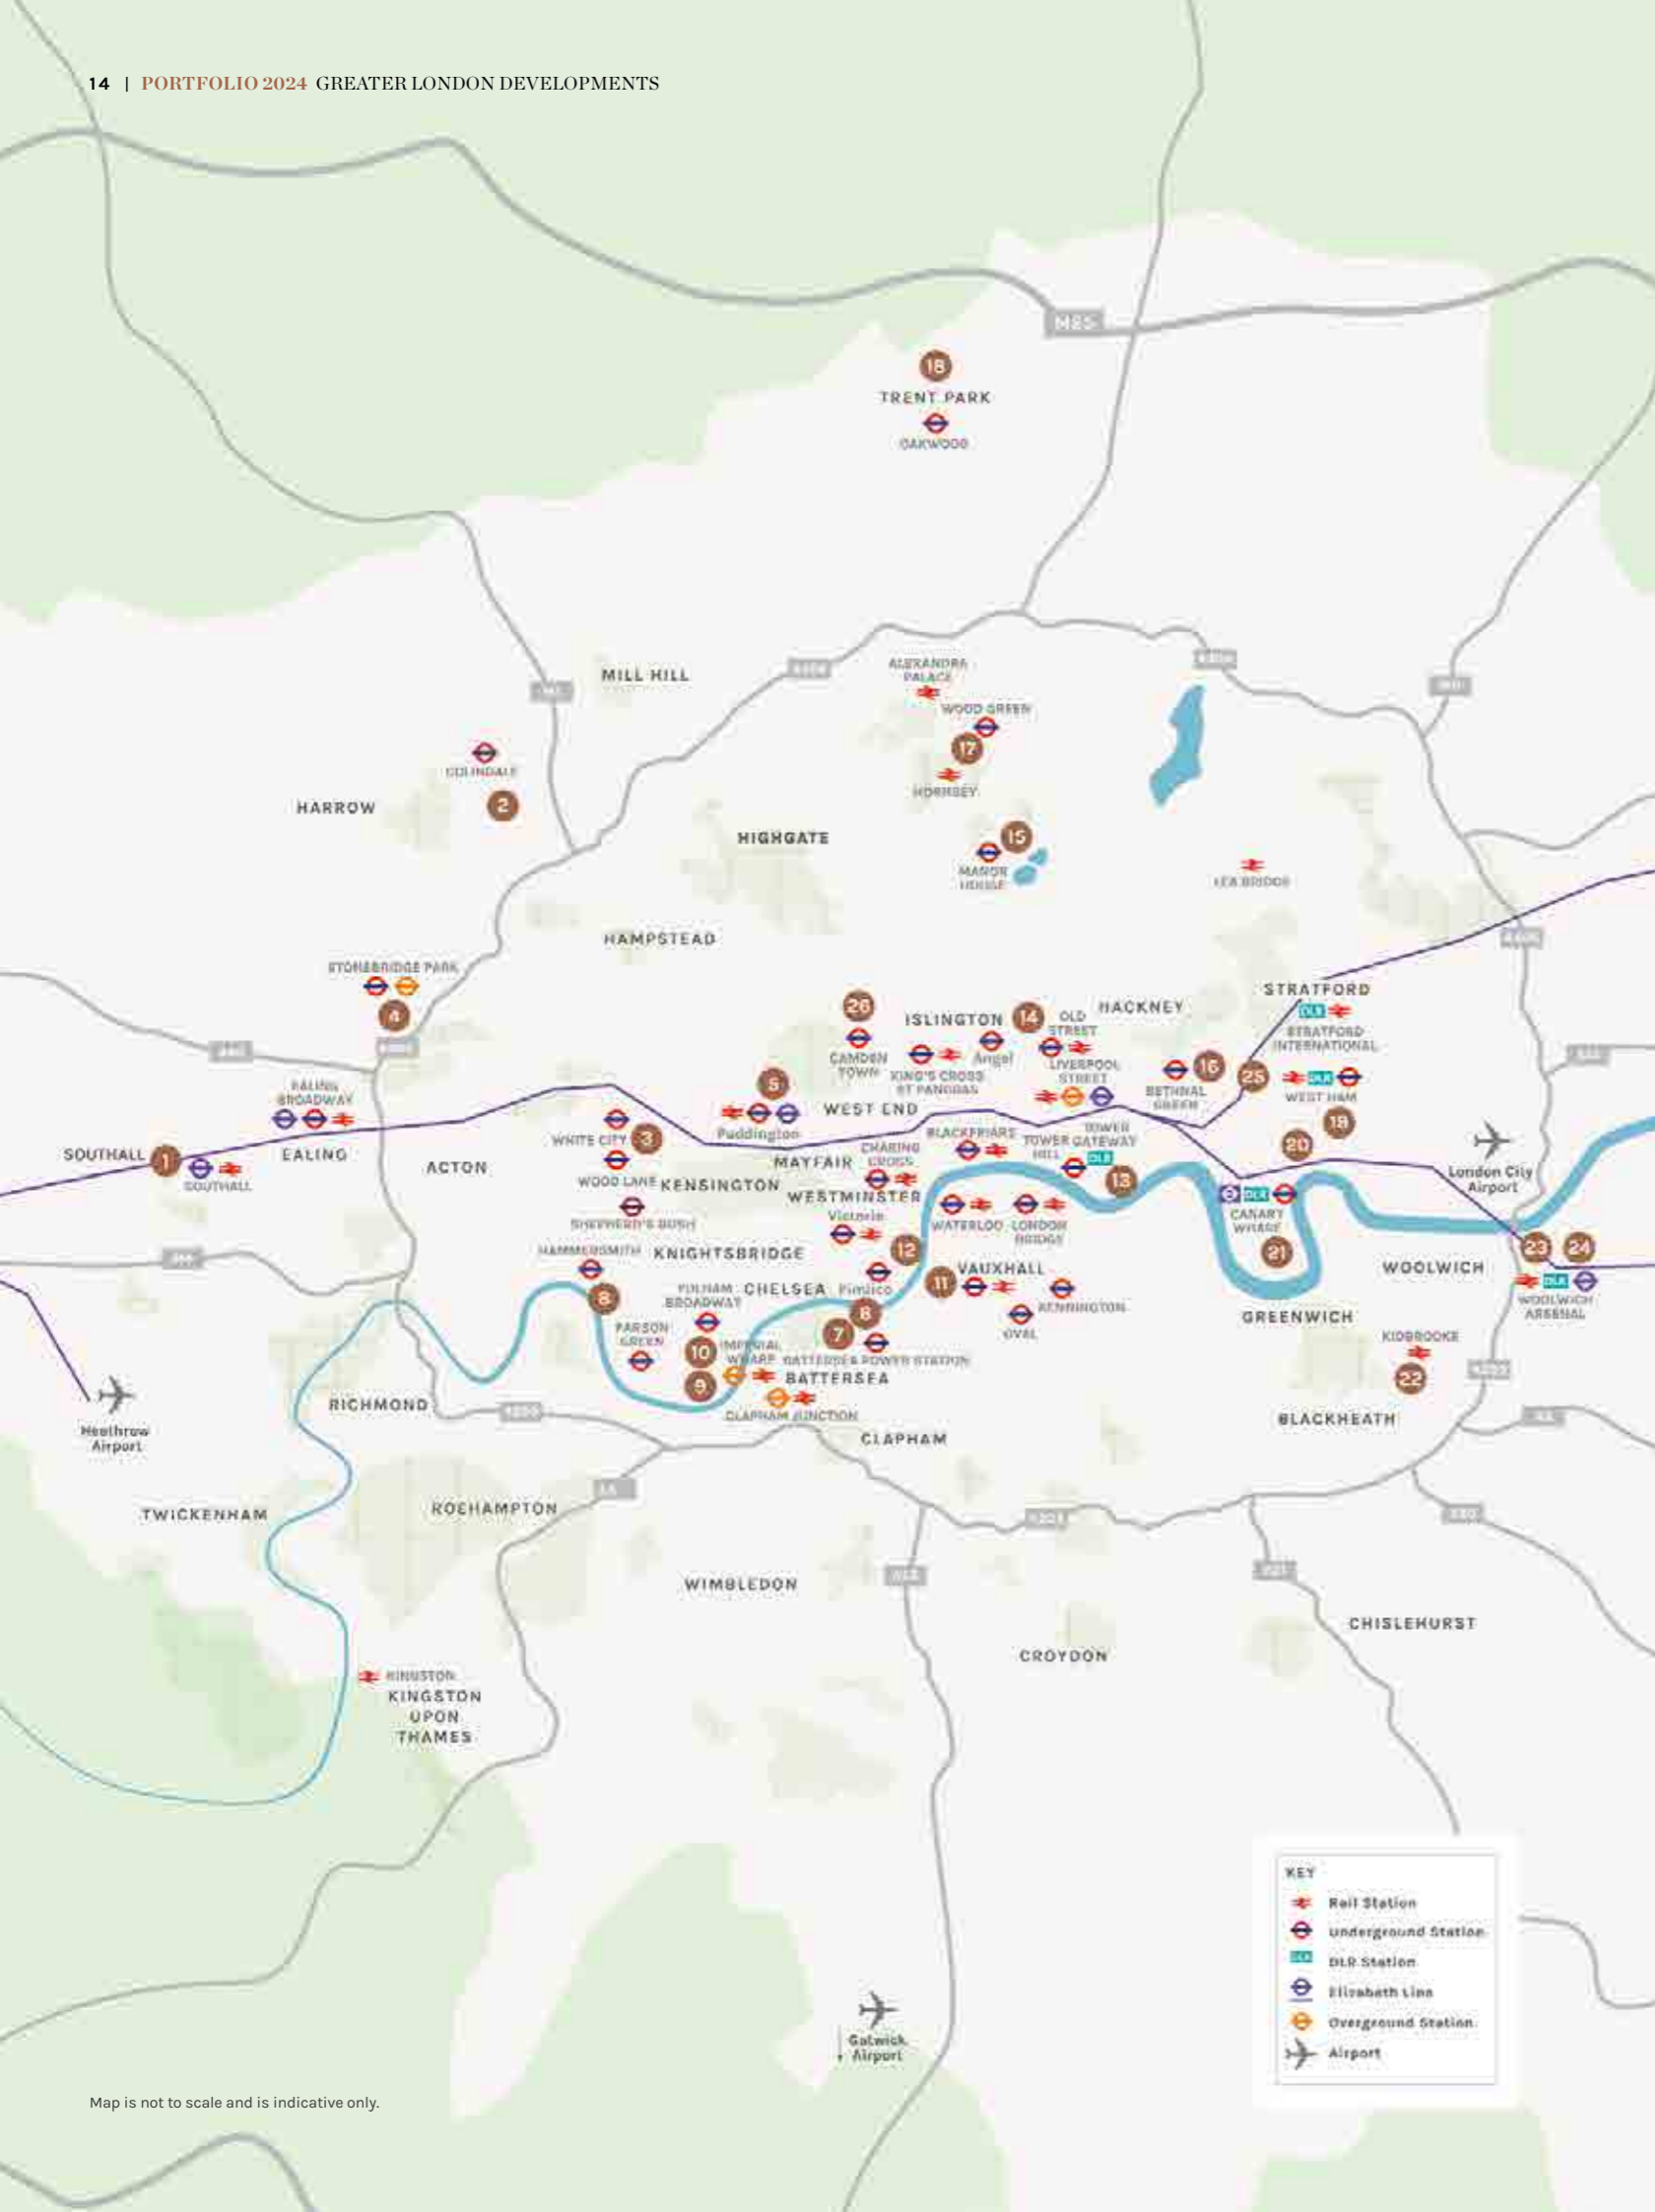 14 | PORTFOLIO 2024 GREATER LONDON DEVELOPMENTS
M25
18
TRENT PARK
OAKWOOD
MILL HILL
ALEXANDRA
PALACE
WOOD GREEN
17
HORNSEY
COLINDALE
2
HARROW
HIGHGATE
15
MANOR
HOUSE
LEA BRIDGE
HAMPSTEAD
STONEBRIDGE PARK
4
26
CAMDEN
TOWN
ISLINGTON
Angel
KING'S CROSS
ST PANCRAS
14
OLD
STREET
HACKNEY
LIVERPOOL
STREET
STRATFORD
DLR
STRATFORD
INTERNATIONAL
BETHNAL
GREEN
16
25
DLR
WEST HAM
19
20
EALING
BROADWAY
EALING
SOUTHALL
1
SOUTHALL
ACTON
5
Paddington
WEST END
WHITE CITY
3
WOOD LANE
KENSINGTON
SHEPHERD'S BUSH
MAYFAIR
CHARING
CROSS
BLACKFRIARS
TOWER
HILL
TOWER
GATEWAY
DLR
13
London City
Airport
WESTMINSTER
Victoria
WATERLOO
LONDON
BRIDGE
DLR
CANARY
WHARF
21
HAMMERSMITH
KNIGHTSBRIDGE
12
11
VAUXHALL
WOOLWICH
23
24
DLR
WOOLWICH
ARSENAL
8
FULHAM
BROADWAY
CHELSEA
Pimlico
6
7
KENNINGTON
OVAL
GREENWICH
PARSON
GREEN
10
IMPERIAL
WHARF
BATTERSEA POWER STATION
9
BATTERSEA
CLAPHAM JUNCTION
KIDBROOKE
22
BLACKHEATH
Heathrow
Airport
RICHMOND
CLAPHAM
TWICKENHAM
ROEHAMPTON
WIMBLEDON
CROYDON
CHISLEHURST
KINGSTON
KINGSTON
UPON
THAMES
KEY
Rail Station
Underground Station
DLR
DLR Station
Elizabeth Line
Overground Station
Airport
Gatwick
Airport
Map is not to scale and is indicative only.